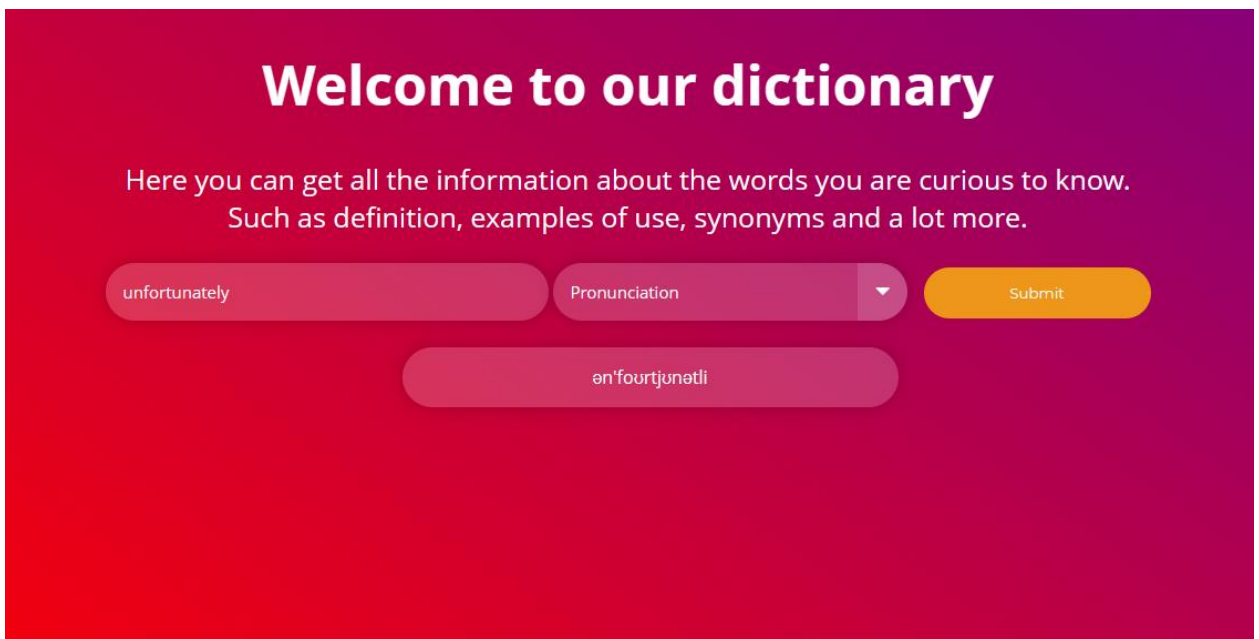 Welcome to our dictionary
Here you can get all the information about the words you are curious to know.
Such as definition, examples of use, synonyms and a lot more.
unfortunately
Pronunciation
Submit
ən'foʊrtjʊnətli